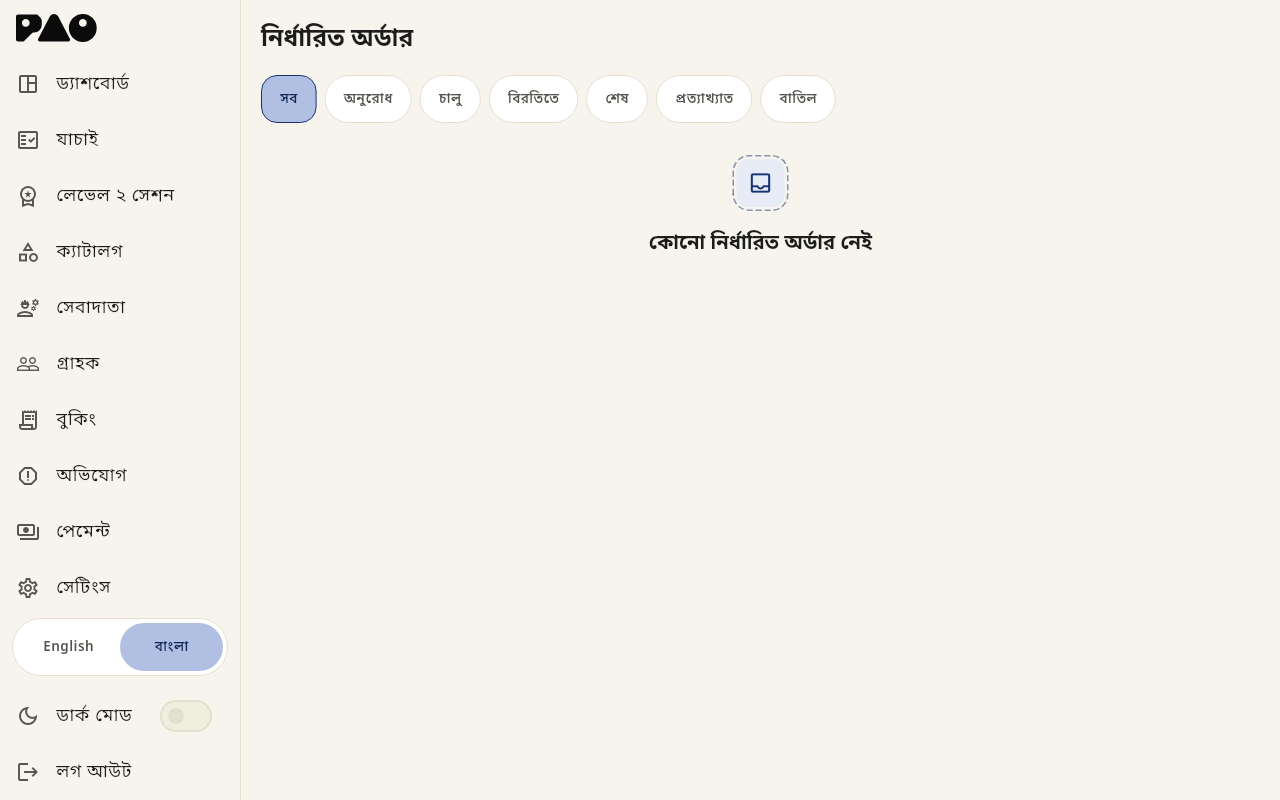 PAO
ড্যাশবোর্ড
যাচাই
লেভেল ২ সেশন
ক্যাটালগ
সেবাদাতা
গ্রাহক
বুকিং
অভিযোগ
পেমেন্ট
সেটিংস
English
বাংলা
ডার্ক মোড
লগ আউট
নির্ধারিত অর্ডার
সব
অনুরোধ
চালু
বিরতিতে
শেষ
প্রত্যাখ্যাত
বাতিল
কোনো নির্ধারিত অর্ডার নেই